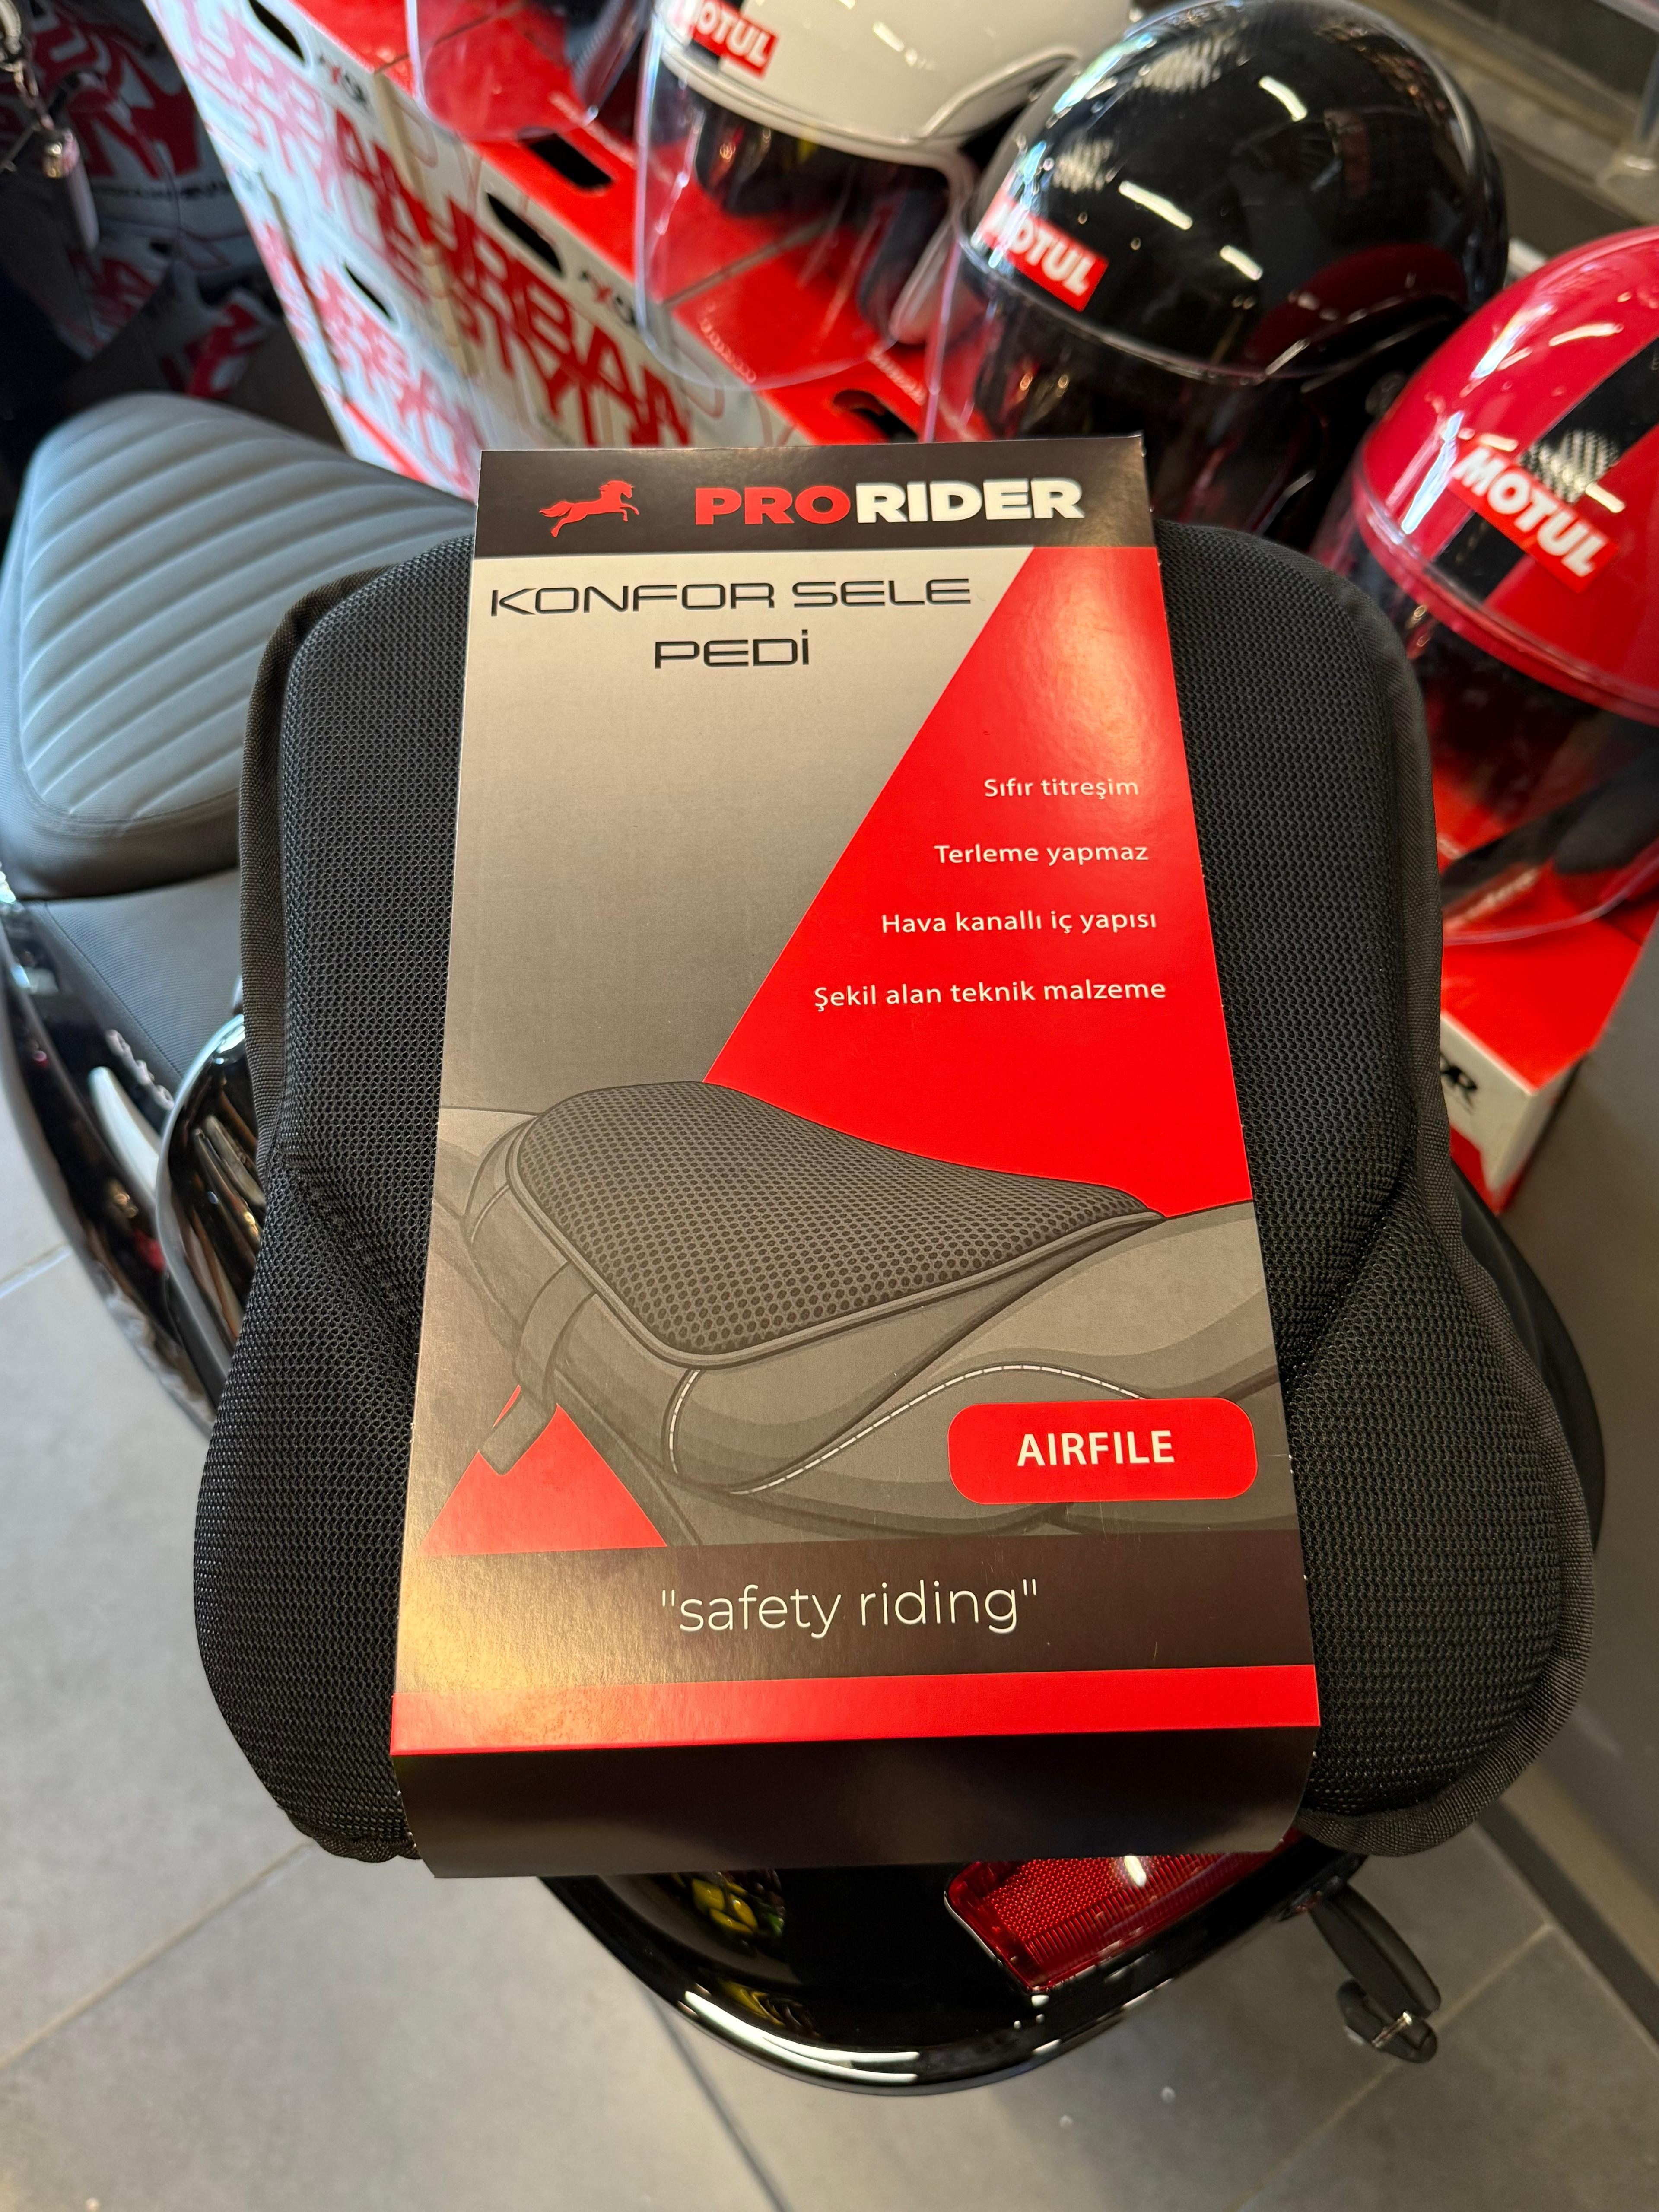 MOTUL
MOTUL
MOTUL
PRORIDER
KONFOR SELE
PEDİ
Sıfır titreşim
Terleme yapmaz
Hava kanallı iç yapısı
Şekil alan teknik malzeme
AIRFILE
"safety riding"